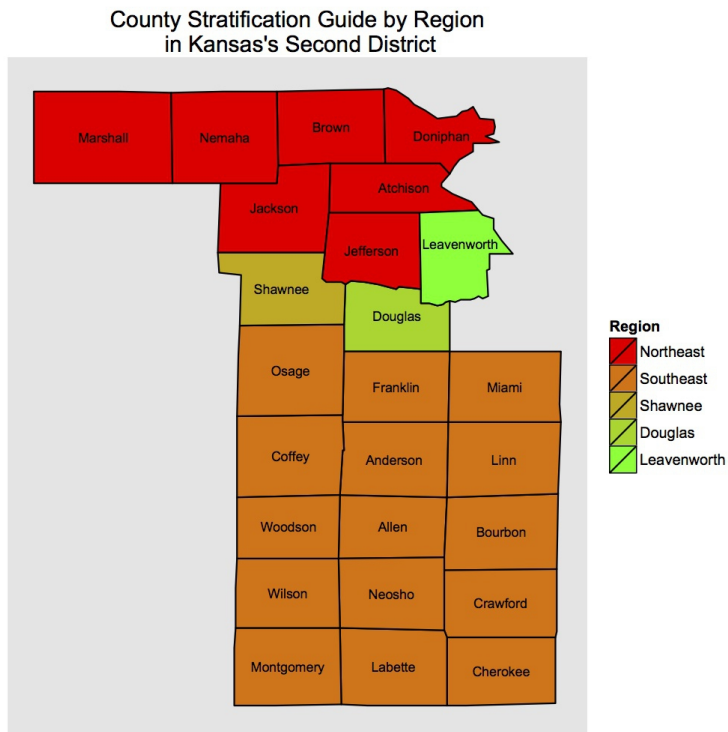 County Stratification Guide by Region
in Kansas's Second District
Marshall
Nemaha
Brown
Doniphan
Jackson
Atchison
Jefferson
Leavenworth
Shawnee
Douglas
Osage
Franklin
Miami
Coffey
Anderson
Linn
Woodson
Allen
Bourbon
Wilson
Neosho
Crawford
Montgomery
Labette
Cherokee
Region
Northeast
Southeast
Shawnee
Douglas
Leavenworth